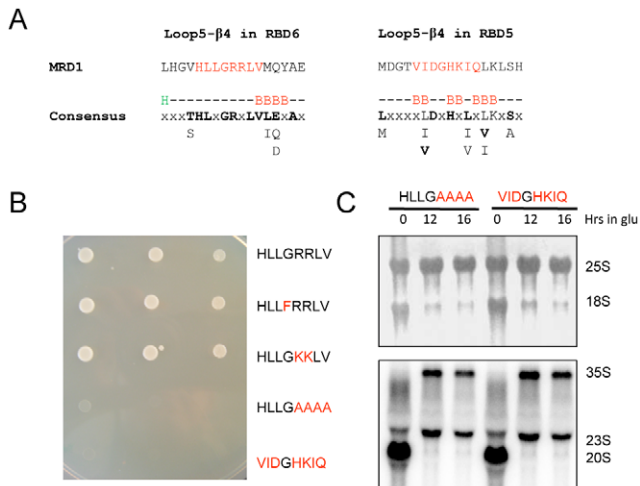 A
Loop5-β4 in RBD6 Loop5-β4 in RBD5
MRD1 LHGVHLLGRRLVMQYAE MDGTVIDGHKIQLKLSH
H--------BBBB--- ----BB--BB-BBB----
Consensus xxxTHLxGRxLVLExAx LxxxxLDxHxLxLKxSx
S IQ M I I V A
D V V I
B
HLLGRRLV
HLLFRRLV
HLLGKKLV
HLLGAAAA
VIDGHKIQ
C
HLLGAAAA VIDGHKIQ
0 12 16 0 12 16 Hrs in glu
25S
18S
35S
23S
20S